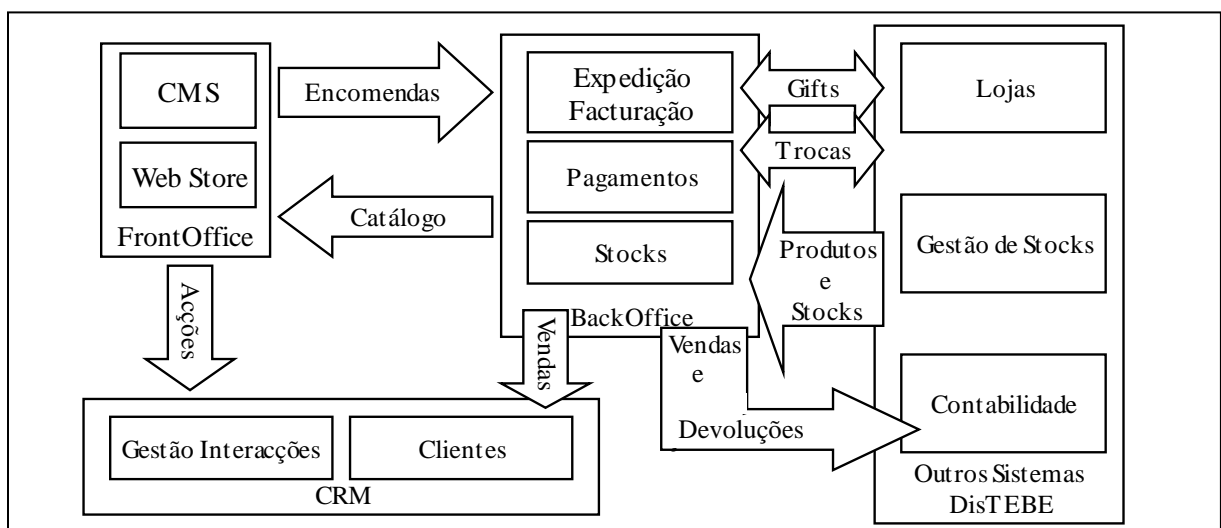 CMS
Web Store
FrontOffice
Encomendas
Catálogo
Acções
Expedição
Facturação
Pagamentos
Stocks
BackOffice
Gifts
Trocas
Produtos
e
Stocks
Vendas
Vendas
e
Devoluções
Lojas
Gestão de Stocks
Contabilidade
Outros Sistemas
DisTEBE
Gestão Interacções
Clientes
CRM